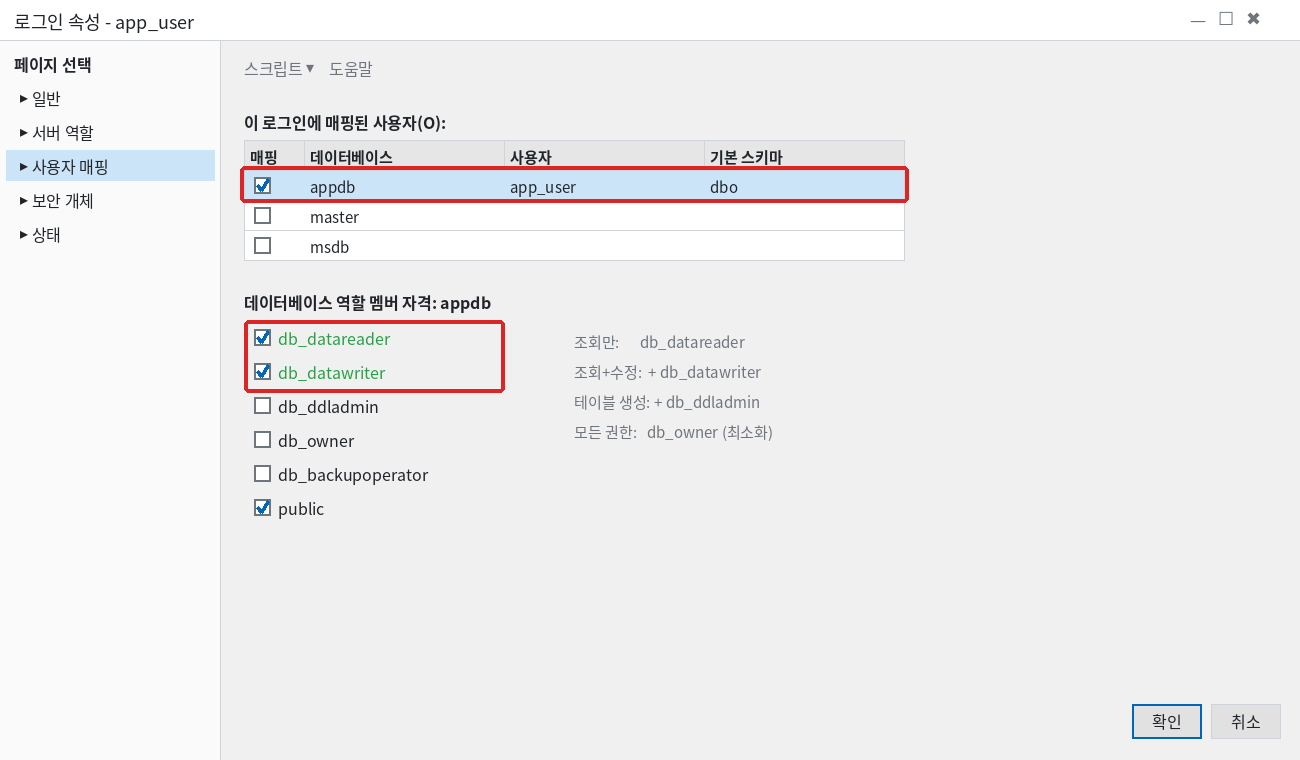 로그인 속성 - app_user
페이지 선택
일반
서버 역할
사용자 매핑
보안 개체
상태
스크립트 도움말
이 로그인에 매핑된 사용자(O):
매핑 데이터베이스 사용자 기본 스키마
appdb app_user dbo
master
msdb
데이터베이스 역할 멤버 자격: appdb
db_datareader
db_datawriter
db_ddladmin
db_owner
db_backupoperator
public
조회만: db_datareader
조회+수정: + db_datawriter
테이블 생성: + db_ddladmin
모든 권한: db_owner (최소화)
확인 취소